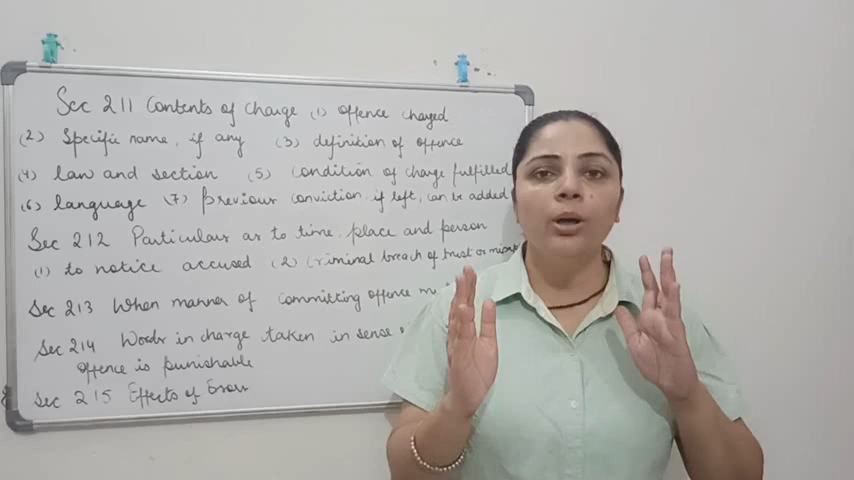 Sec 211 Contents of charge (1) offence charged
(2) Specific name, if any (3) definition of offence
(4) law and section (5) condition of charge fulfilled
(6) language (7) Previous conviction, if left, can be added
Sec 212 Particulars as to time, place and person
(1) to notice accused (2) Criminal breach of trust or
Sec 213 When manner of committing offence
Sec 214 Words in charge taken in sense
offence is punishable
Sec 215 Effects of Error